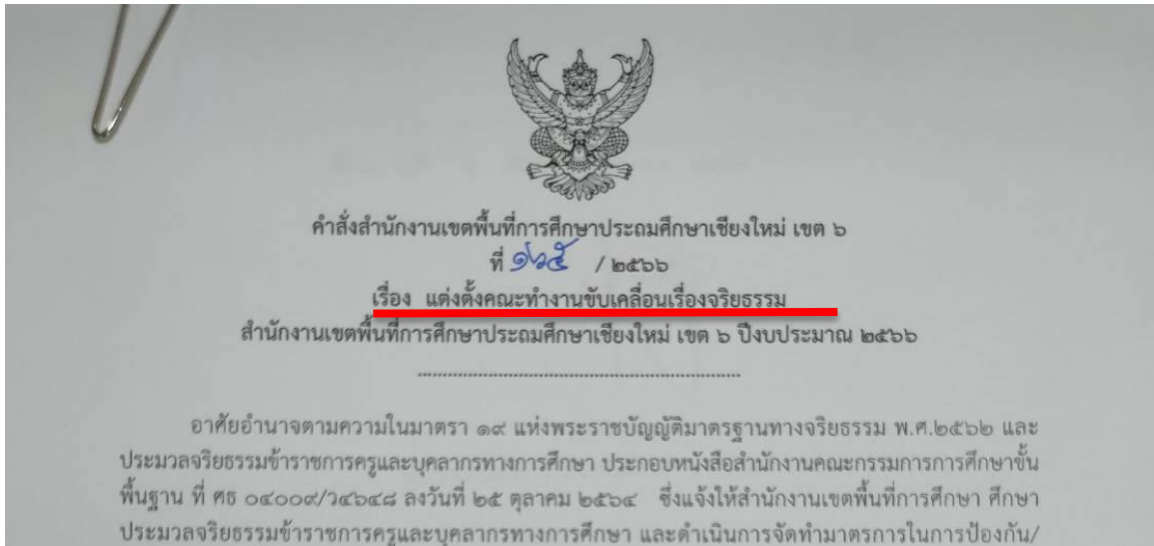 คำสั่งสำนักงานเขตพื้นที่การศึกษาประถมศึกษาเชียงใหม่ เขต ๖
ที่ ๑๖๕ / ๒๕๖๖
เรื่อง แต่งตั้งคณะทำงานขับเคลื่อนเรื่องจริยธรรม
สำนักงานเขตพื้นที่การศึกษาประถมศึกษาเชียงใหม่ เขต ๖ ปีงบประมาณ ๒๕๖๖
อาศัยอำนาจตามความในมาตรา ๑๙ แห่งพระราชบัญญัติมาตรฐานทางจริยธรรม พ.ศ.๒๕๖๒ และ
ประมวลจริยธรรมข้าราชการครูและบุคลากรทางการศึกษา ประกอบหนังสือสำนักงานคณะกรรมการการศึกษาขั้น
พื้นฐาน ที่ ศธ ๐๔๐๐๙/ว๔๖๔๘ ลงวันที่ ๒๕ ตุลาคม ๒๕๖๔ ซึ่งแจ้งให้สำนักงานเขตพื้นที่การศึกษา ศึกษา
ประมวลจริยธรรมข้าราชการครูและบุคลากรทางการศึกษา และดำเนินการจัดทำมาตรการในการป้องกัน/